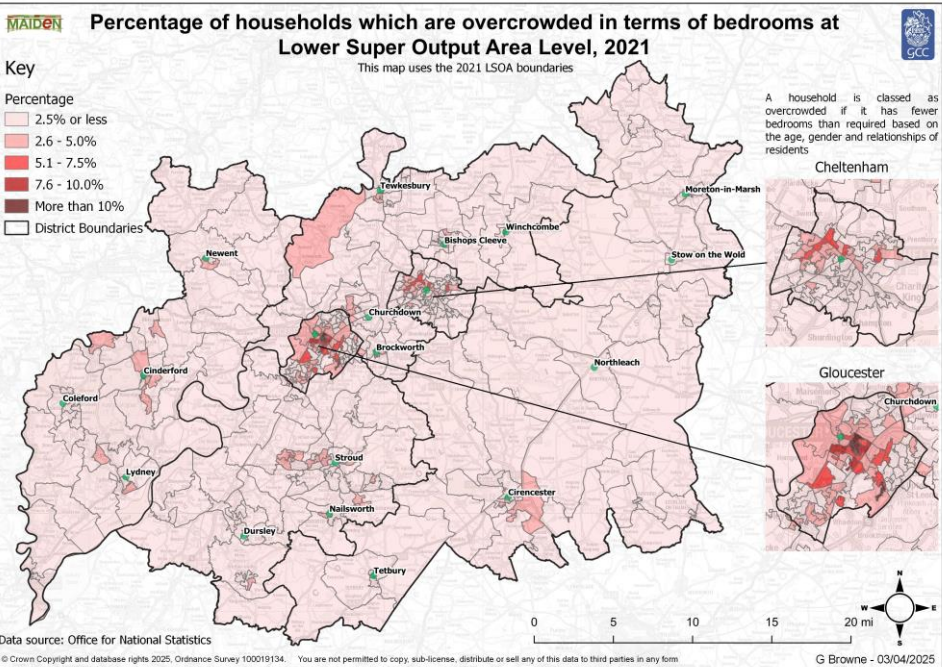 MAIDEN
Percentage of households which are overcrowded in terms of bedrooms at
Lower Super Output Area Level, 2021
This map uses the 2021 LSOA boundaries
GCC
Key
Percentage
2.5% or less
2.6 - 5.0%
5.1 - 7.5%
7.6 - 10.0%
More than 10%
District Boundaries
A household is classed as
overcrowded if it has fewer
bedrooms than required based on
the age, gender and relationships of
residents
Cheltenham
Tewkesbury
Moreton-in-Marsh
Winchcombe
Bishops Cleeve
Newent
Stow on the Wold
Churchdown
Brockworth
Northleach
Cinderford
Coleford
Gloucester
Churchdown
Stroud
Lydney
Cirencester
Nailsworth
Dursley
Tetbury
N
W
E
S
0 5 10 15 20 mi
Data source: Office for National Statistics
© Crown Copyright and database rights 2025, Ordnance Survey 100019134. You are not permitted to copy, sub-license, distribute or sell any of this data to third parties in any form
G Browne - 03/04/2025